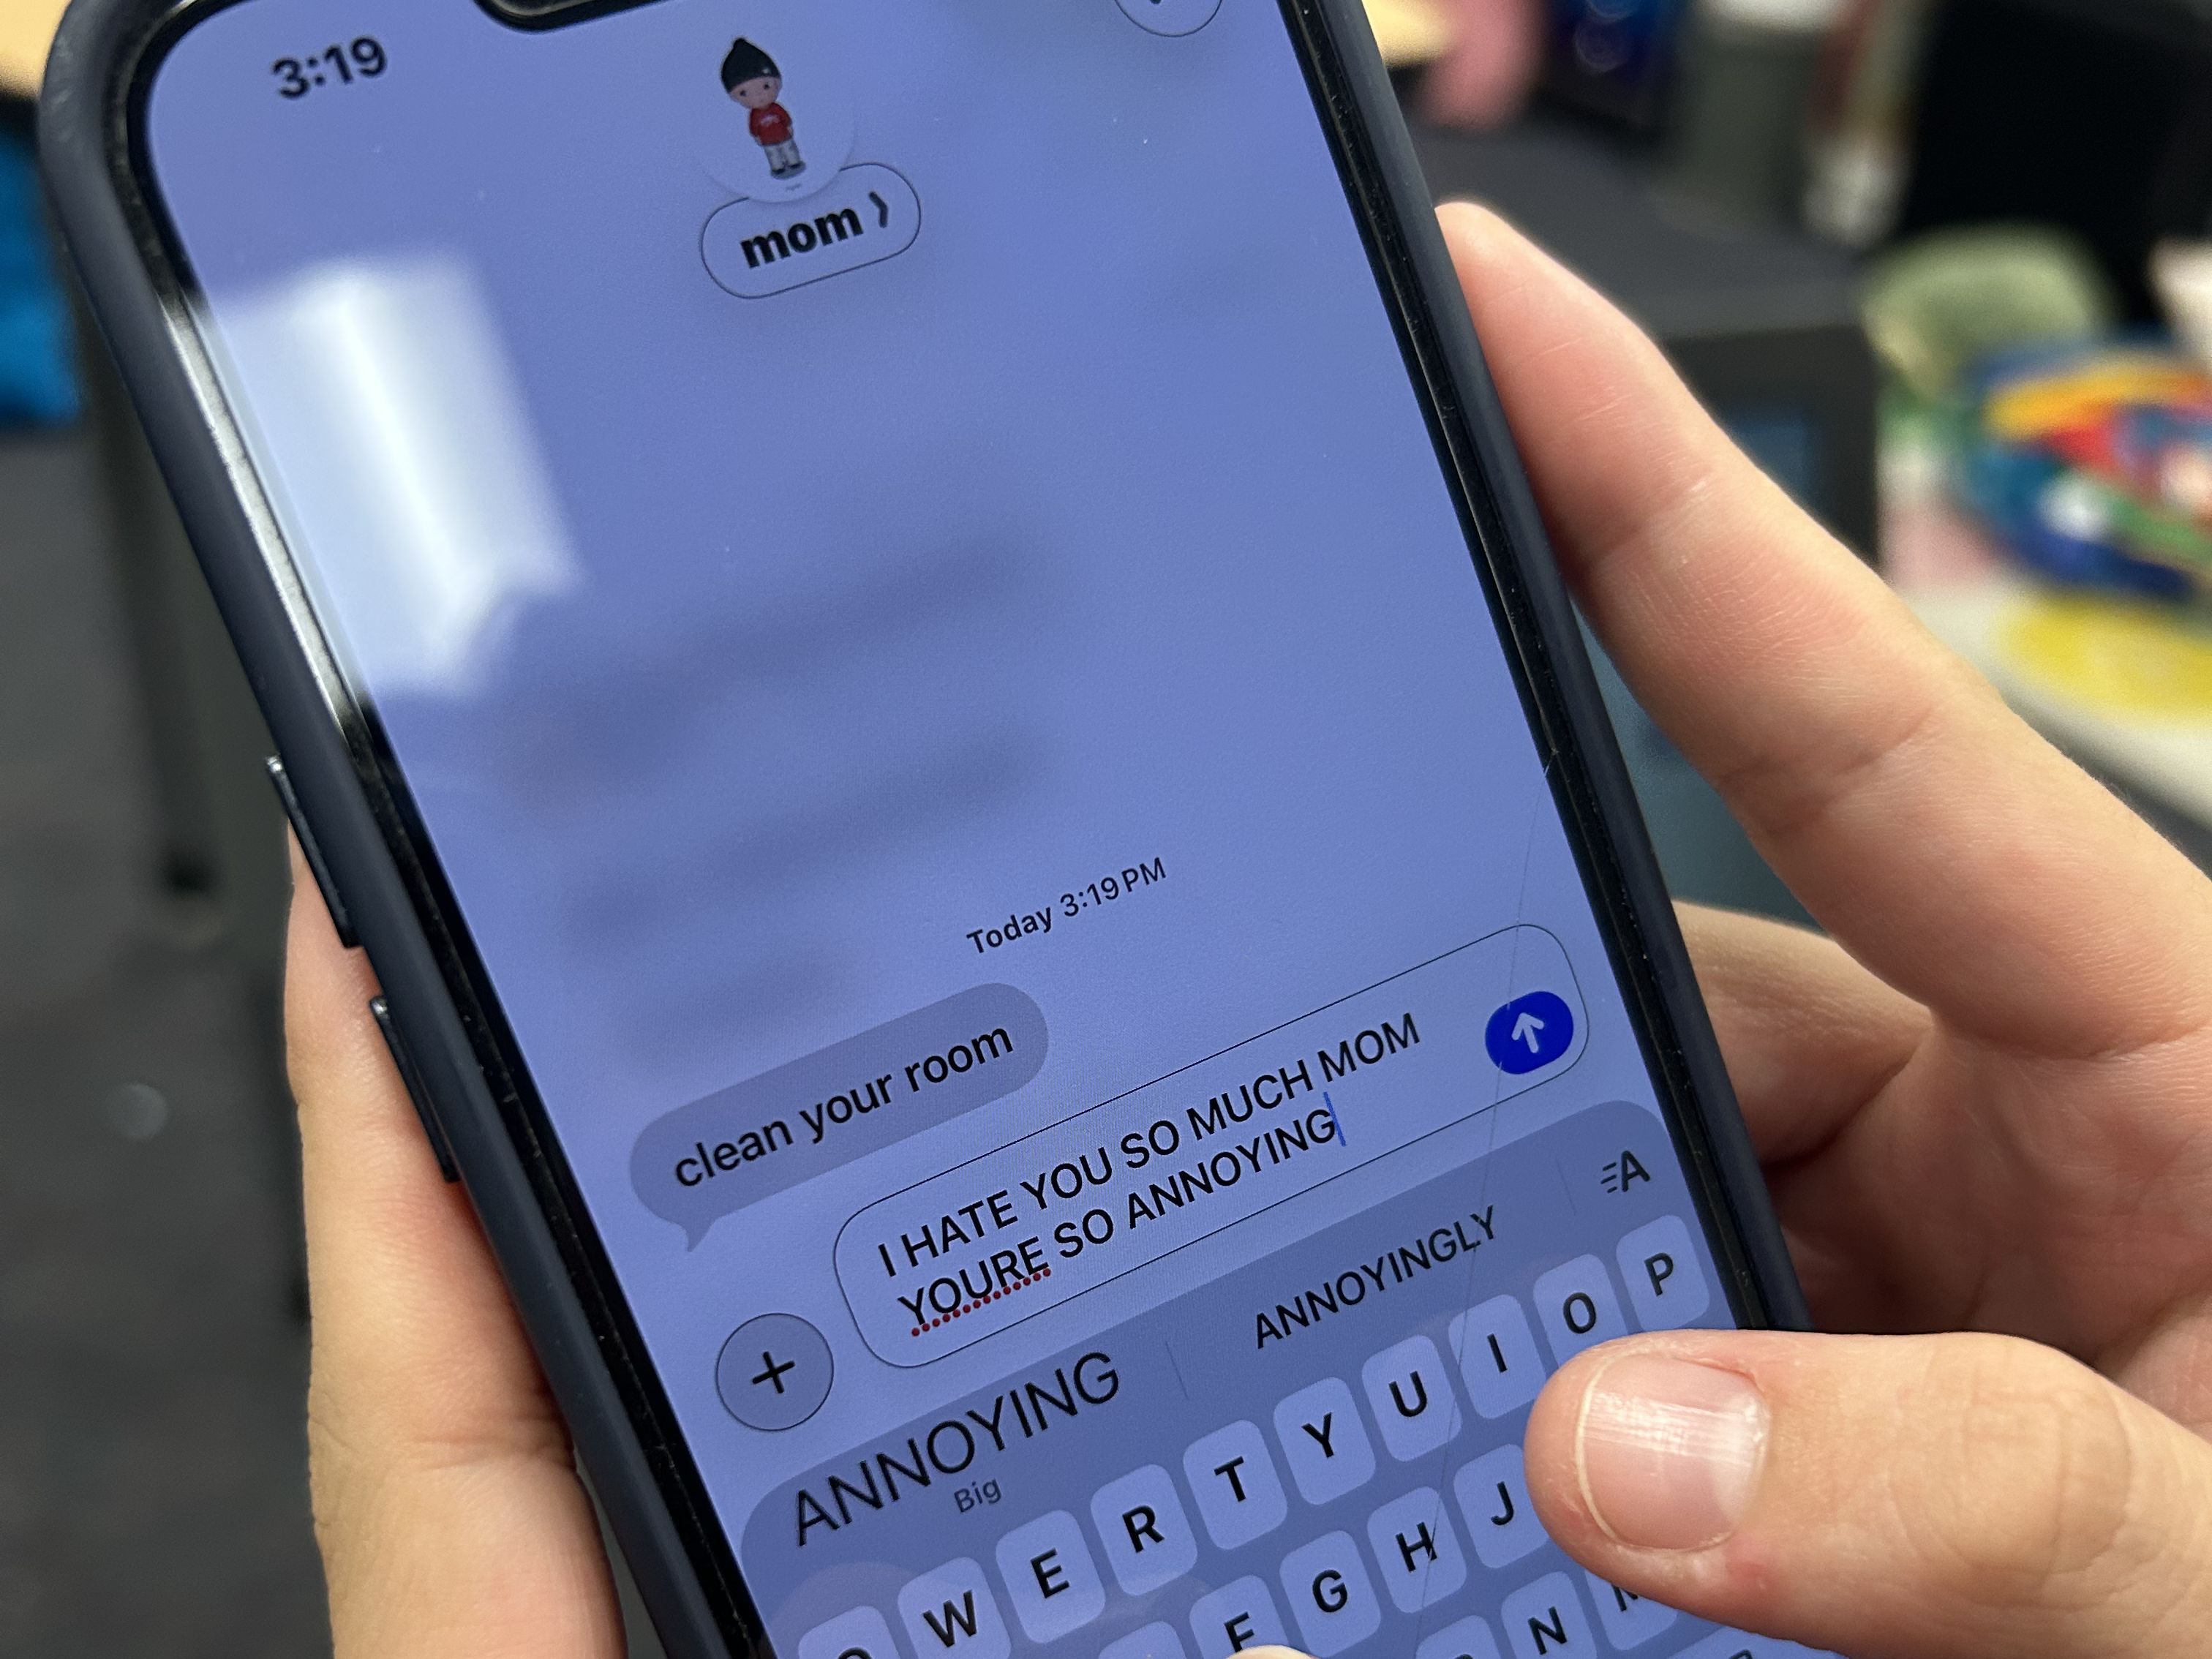 3:19
mom
Today 3:19 PM
clean your room
I HATE YOU SO MUCH MOM
YOURE SO ANNOYING
ANNOYING
Big
ANNOYINGLY
A
W E R T Y U I O P
F G H J
N